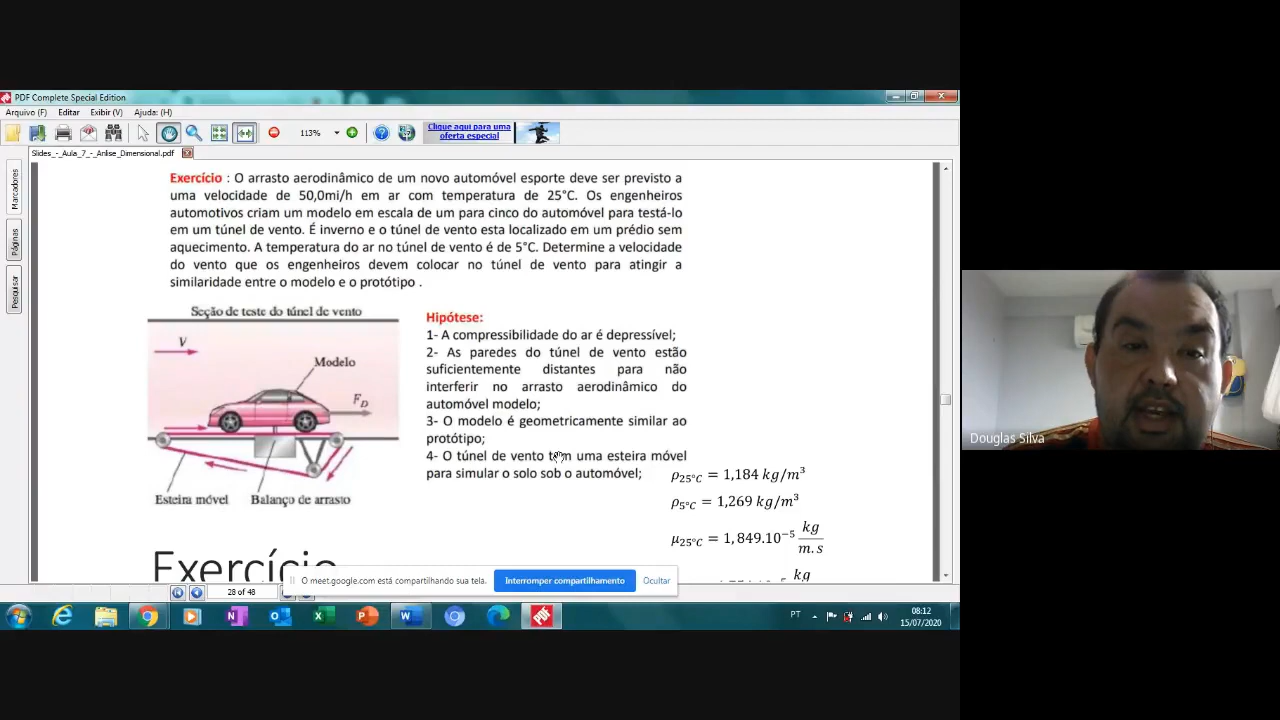 PDF Complete Special Edition
Arquivo (F) Editar Exibir (V) Ajuda: (H)
113%
Clique aqui para uma
oferta especial
Slides_-_Aula_7_-_Anlise_Dimensional.pdf
Marcadores
Páginas
Pesquisar
Exercício : O arrasto aerodinâmico de um novo automóvel esporte deve ser previsto a
uma velocidade de 50,0mi/h em ar com temperatura de 25°C. Os engenheiros
automotivos criam um modelo em escala de um para cinco do automóvel para testá-lo
em um túnel de vento. É inverno e o túnel de vento esta localizado em um prédio sem
aquecimento. A temperatura do ar no túnel de vento é de 5°C. Determine a velocidade
do vento que os engenheiros devem colocar no túnel de vento para atingir a
similaridade entre o modelo e o protótipo .
Seção de teste do túnel de vento
V
Modelo
F_D
Esteira móvel Balanço de arrasto
Hipótese:
1- A compressibilidade do ar é depressível;
2- As paredes do túnel de vento estão
suficientemente distantes para não
interferir no arrasto aerodinâmico do
automóvel modelo;
3- O modelo é geometricamente similar ao
protótipo;
4- O túnel de vento tem uma esteira móvel
para simular o solo sob o automóvel;
ρ25°C = 1,184 kg/m³
ρ5°C = 1,269 kg/m³
μ25°C = 1,849.10⁻⁵ kg/m.s
kg
Exercício
O meet.google.com está compartilhando sua tela. Interromper compartilhamento Ocultar
28 of 48
PT
08:12
15/07/2020
Douglas Silva